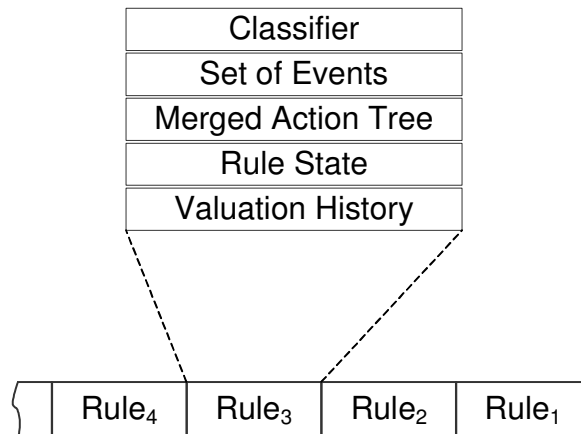 Classifier
Set of Events
Merged Action Tree
Rule State
Valuation History
Rule₄ Rule₃ Rule₂ Rule₁